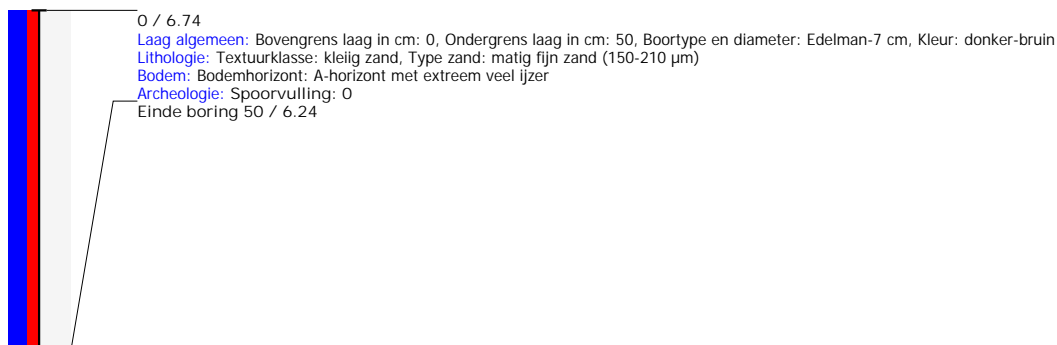 0 / 6.74
Laag algemeen: Bovengrens laag in cm: 0, Ondergrens laag in cm: 50, Boortype en diameter: Edelman-7 cm, Kleur: donker-bruin
Lithologie: Textuurklasse: kleiig zand, Type zand: matig fijn zand (150-210 µm)
Bodem: Bodemhorizont: A-horizont met extreem veel ijzer
Archeologie: Spoorvulling: 0
Einde boring 50 / 6.24